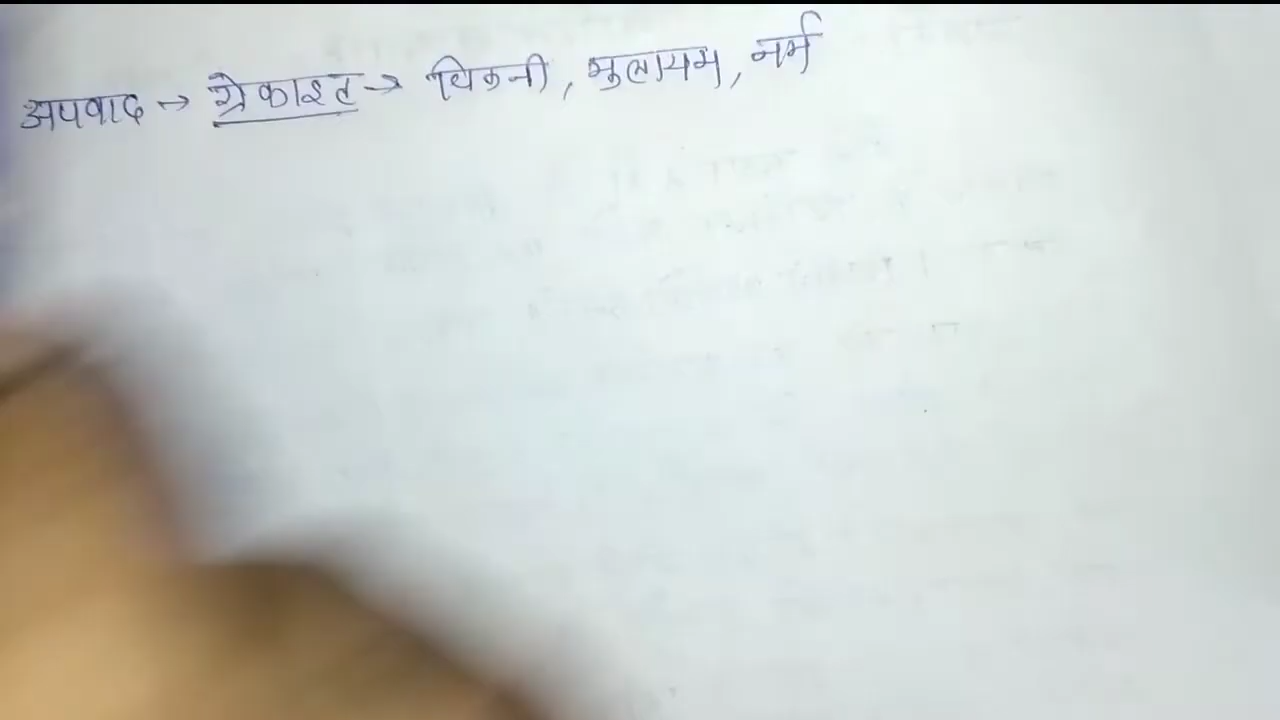 अपवाद → ग्रेफाइट → चिकनी, मुलायम, नर्म